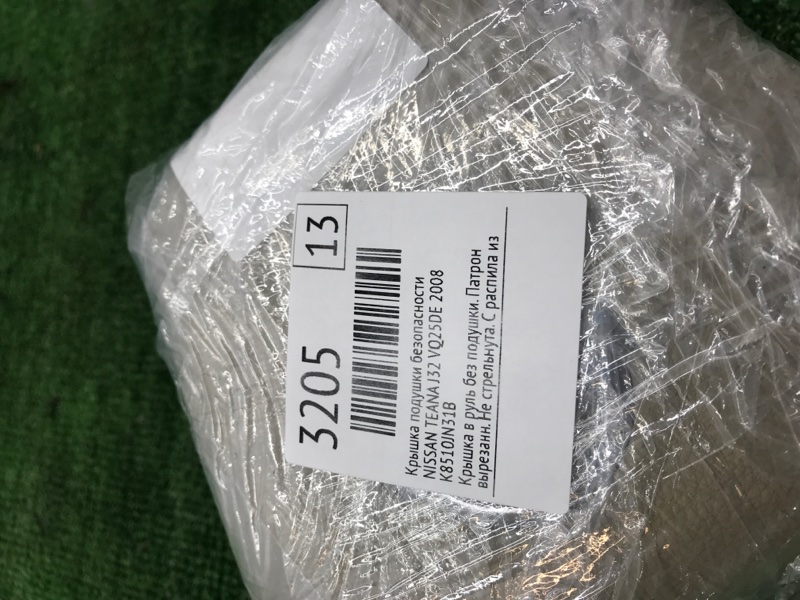 3205
13
Крышка подушки безопасности
NISSAN TEANA J32 VQ25DE 2008
K8510JN31B
Крышка в руль без подушки. Патрон
вырезанн. Не стрельнута. С распила из